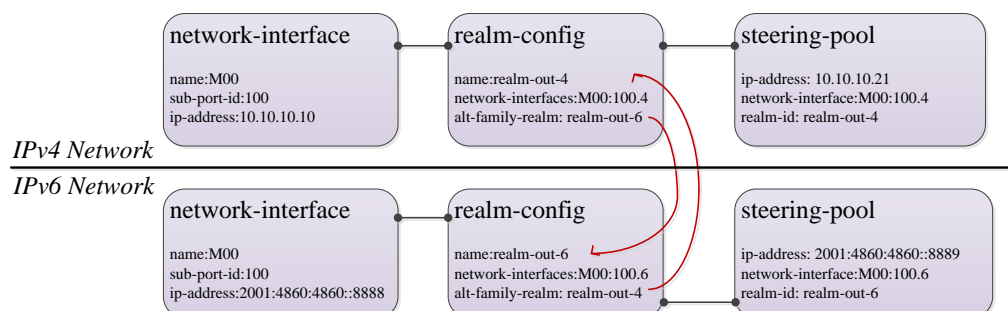 network-interface
name:M00
sub-port-id:100
ip-address:10.10.10.10
realm-config
name:realm-out-4
network-interfaces:M00:100.4
alt-family-realm: realm-out-6
steering-pool
ip-address: 10.10.10.21
network-interface:M00:100.4
realm-id: realm-out-4
IPv4 Network
IPv6 Network
network-interface
name:M00
sub-port-id:100
ip-address:2001:4860:4860::8888
realm-config
name:realm-out-6
network-interfaces:M00:100.6
alt-family-realm: realm-out-4
steering-pool
ip-address: 2001:4860:4860::8889
network-interface:M00:100.6
realm-id: realm-out-6